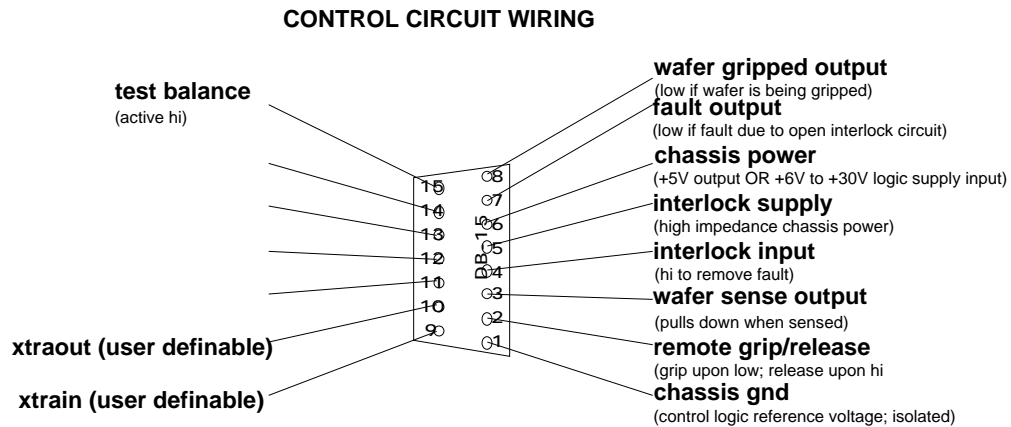 CONTROL CIRCUIT WIRING
test balance
(active hi)
xtraout (user definable)
xtrain (user definable)
15
14
13
12
11
10
9
DB-15
8
7
6
5
4
3
2
1
wafer gripped output
(low if wafer is being gripped)
fault output
(low if fault due to open interlock circuit)
chassis power
(+5V output OR +6V to +30V logic supply input)
interlock supply
(high impedance chassis power)
interlock input
(hi to remove fault)
wafer sense output
(pulls down when sensed)
remote grip/release
(grip upon low; release upon hi
chassis gnd
(control logic reference voltage; isolated)